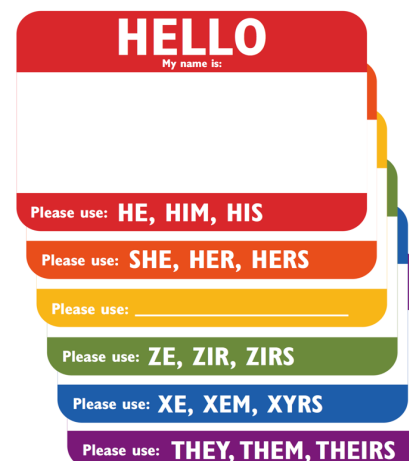 HELLO
My name is:
Please use: HE, HIM, HIS
Please use: SHE, HER, HERS
Please use: ____________________
Please use: ZE, ZIR, ZIRS
Please use: XE, XEM, XYRS
Please use: THEY, THEM, THEIRS